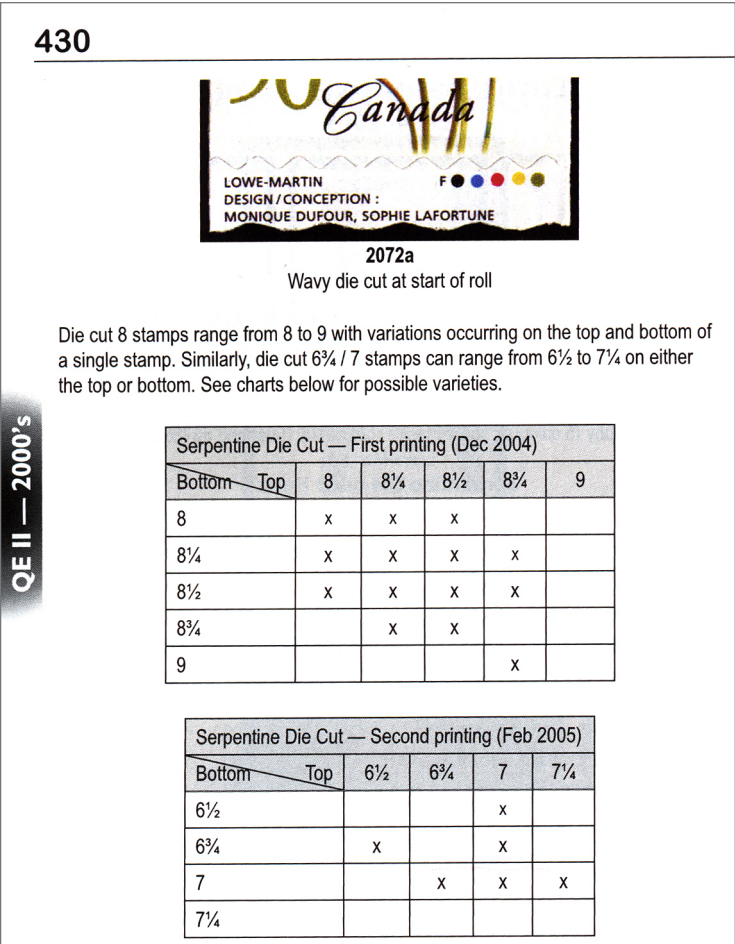 430
Canada
LOWE-MARTIN F
DESIGN / CONCEPTION :
MONIQUE DUFOUR, SOPHIE LAFORTUNE
2072a
Wavy die cut at start of roll
Die cut 8 stamps range from 8 to 9 with variations occurring on the top and bottom of
a single stamp. Similarly, die cut 6¾ / 7 stamps can range from 6½ to 7¼ on either
the top or bottom. See charts below for possible varieties.
QE II — 2000's
Serpentine Die Cut — First printing (Dec 2004)
Bottom Top 8 8¼ 8½ 8¾ 9
8 x x x
8¼ x x x x
8½ x x x x
8¾ x x
9 x
Serpentine Die Cut — Second printing (Feb 2005)
Bottom Top 6½ 6¾ 7 7¼
6½ x
6¾ x x
7 x x x
7¼